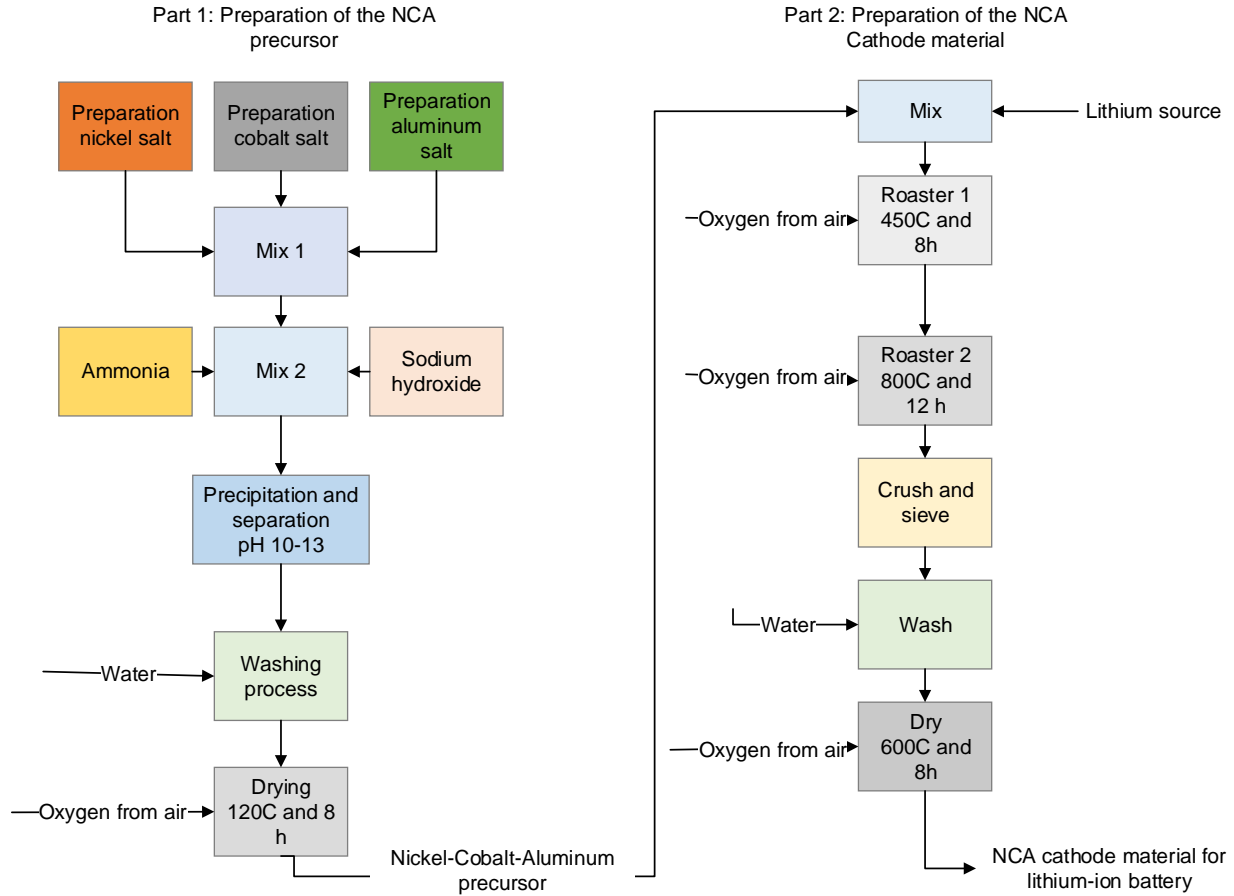 Part 1: Preparation of the NCA
precursor
Preparation
nickel salt
Preparation
cobalt salt
Preparation
aluminum
salt
Mix 1
Ammonia
Mix 2
Sodium
hydroxide
Precipitation and
separation
pH 10-13
Water
Washing
process
Oxygen from air
Drying
120C and 8
h
Nickel-Cobalt-Aluminum
precursor
Part 2: Preparation of the NCA
Cathode material
Mix
Lithium source
Oxygen from air
Roaster 1
450C and
8h
Oxygen from air
Roaster 2
800C and
12 h
Crush and
sieve
Water
Wash
Oxygen from air
Dry
600C and
8h
NCA cathode material for
lithium-ion battery